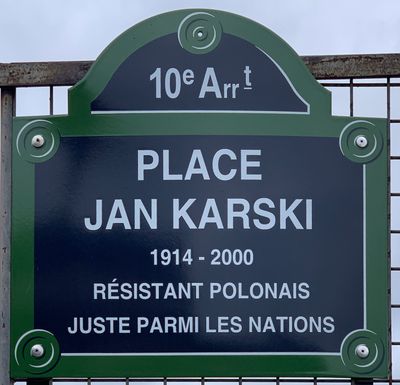 10e Arrt
PLACE
JAN KARSKI
1914 - 2000
RÉSISTANT POLONAIS
JUSTE PARMI LES NATIONS